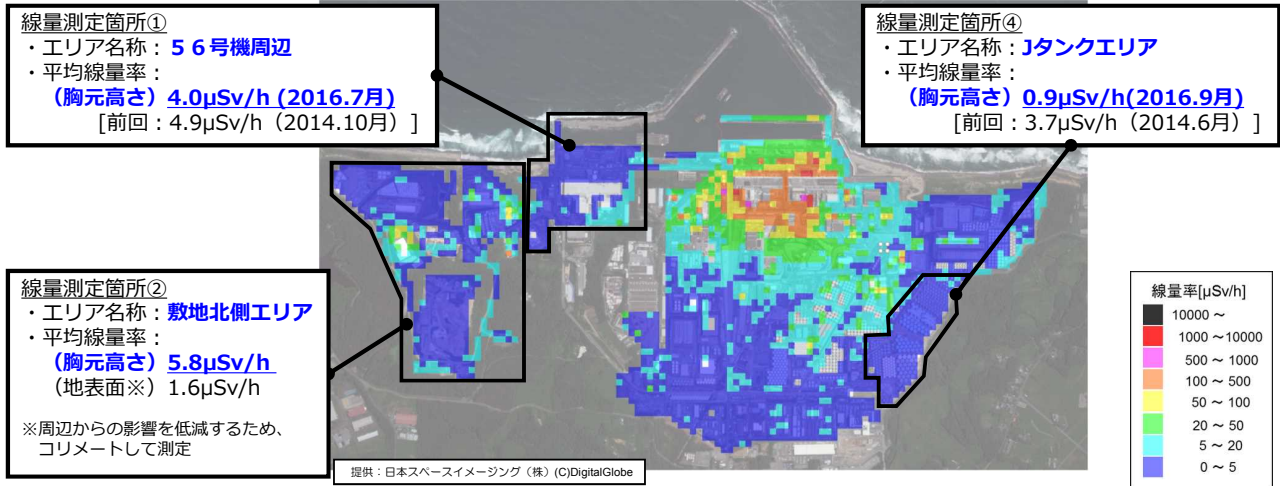 線量測定箇所①
・エリア名称：５６号機周辺
・平均線量率：
（胸元高さ）4.0μSv/h (2016.7月)
[前回：4.9μSv/h（2014.10月）]
線量測定箇所④
・エリア名称：Jタンクエリア
・平均線量率：
（胸元高さ）0.9μSv/h(2016.9月)
[前回：3.7μSv/h（2014.6月）]
線量測定箇所②
・エリア名称：敷地北側エリア
・平均線量率：
（胸元高さ）5.8μSv/h
（地表面※）1.6μSv/h
※周辺からの影響を低減するため、
コリメートして測定
提供：日本スペースイメージング（株）(C)DigitalGlobe
線量率[μSv/h]
10000 ～
1000 ～10000
500 ～ 1000
100 ～ 500
50 ～ 100
20 ～ 50
5 ～ 20
0 ～ 5